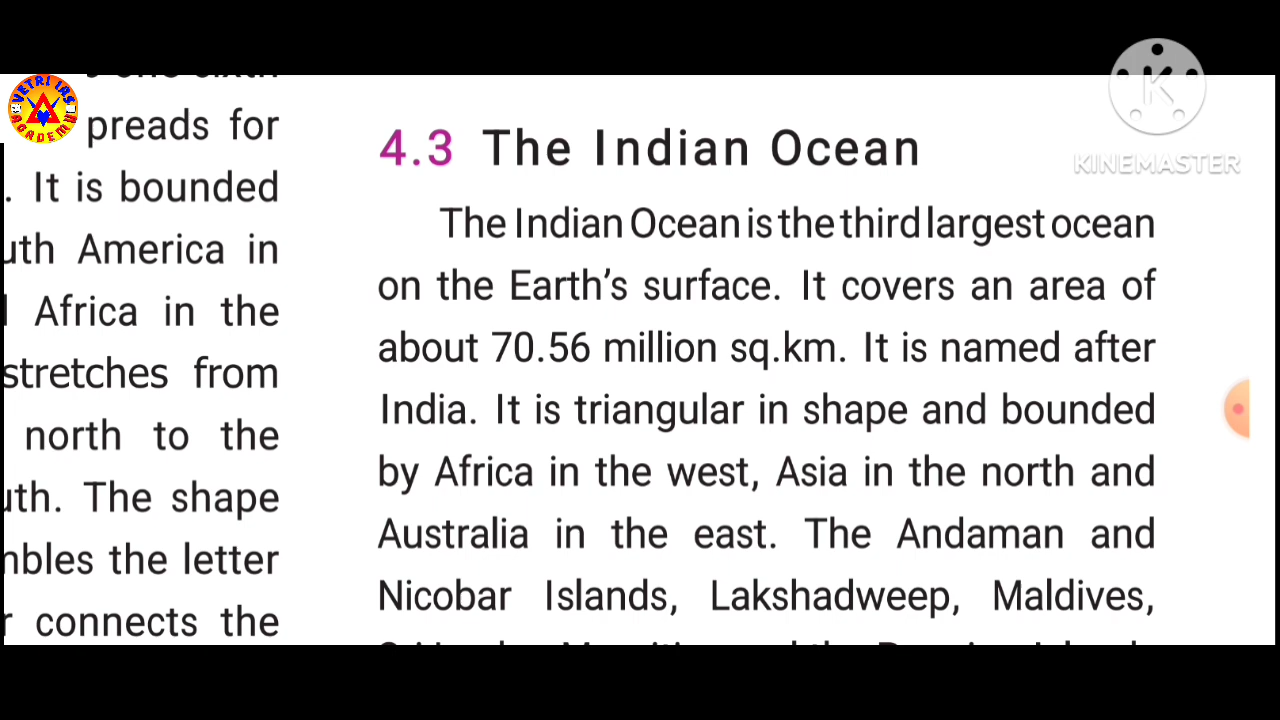 VETRI IAS
ACADEMY
KINEMASTER
preads for
. It is bounded
uth America in
Africa in the
stretches from
north to the
uth. The shape
mbles the letter
r connects the
4.3 The Indian Ocean
The Indian Ocean is the third largest ocean
on the Earth’s surface. It covers an area of
about 70.56 million sq.km. It is named after
India. It is triangular in shape and bounded
by Africa in the west, Asia in the north and
Australia in the east. The Andaman and
Nicobar Islands, Lakshadweep, Maldives,